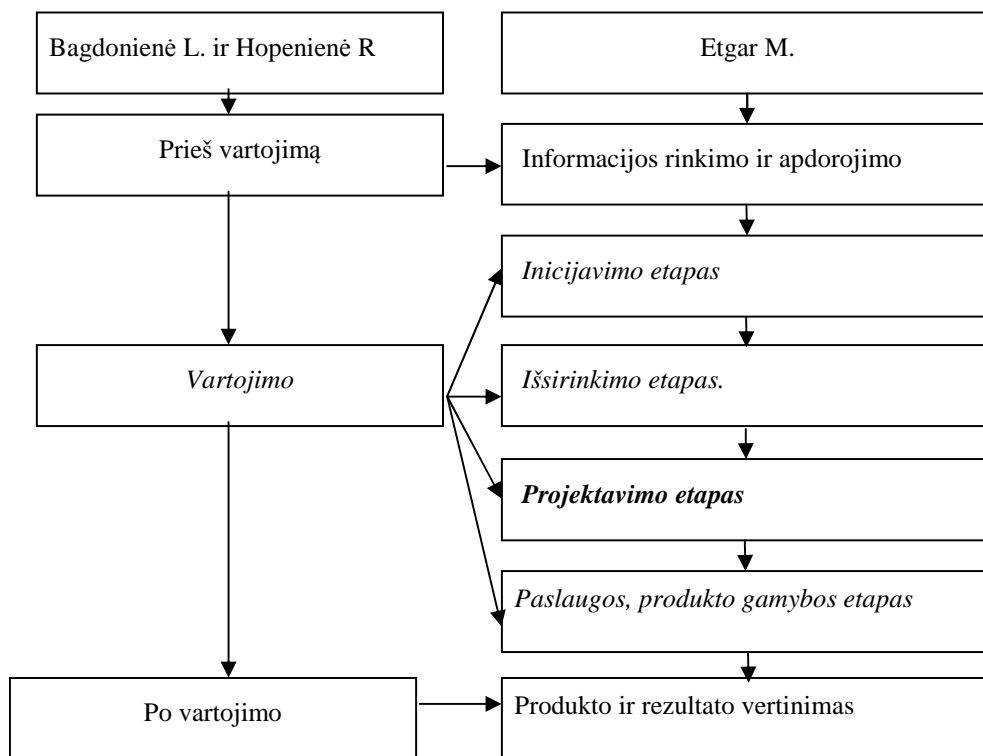 Bagdonienė L. ir Hopenienė R
Etgar M.
Prieš vartojimą
Informacijos rinkimo ir apdorojimo
Inicijavimo etapas
Vartojimo
Išsirinkimo etapas.
Projektavimo etapas
Paslaugos, produkto gamybos etapas
Po vartojimo
Produkto ir rezultato vertinimas